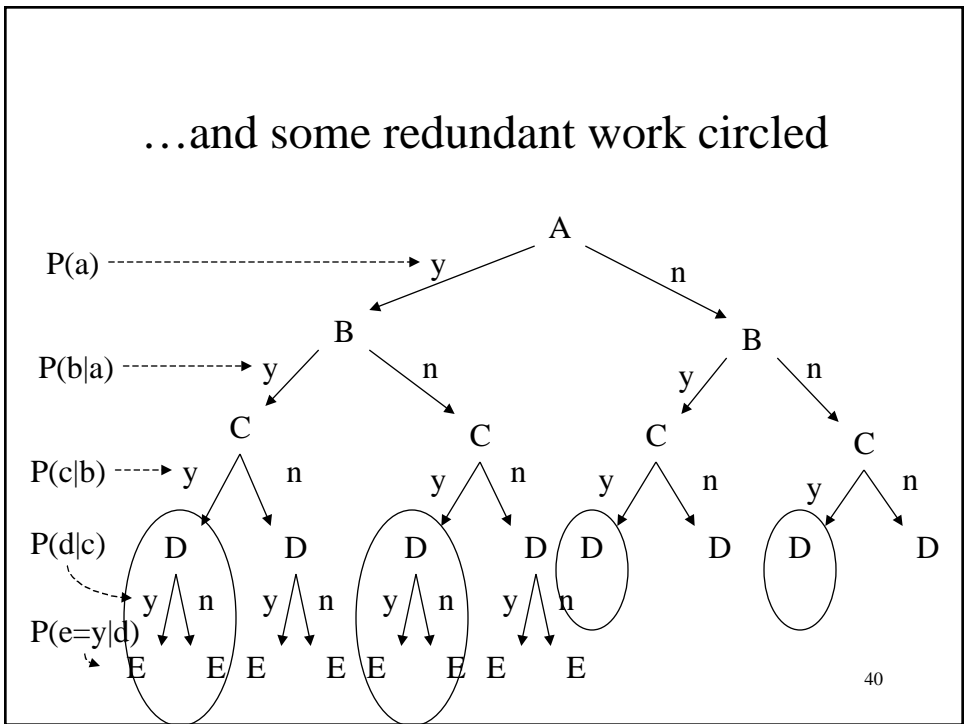 …and some redundant work circled
A
P(a) y n
B B
P(b|a) y n y n
C C C C
P(c|b) y n y n y n y n
P(d|c) D D D D D D D D
y n y n y n y n
P(e=y|d)
E E E E E E E E
40